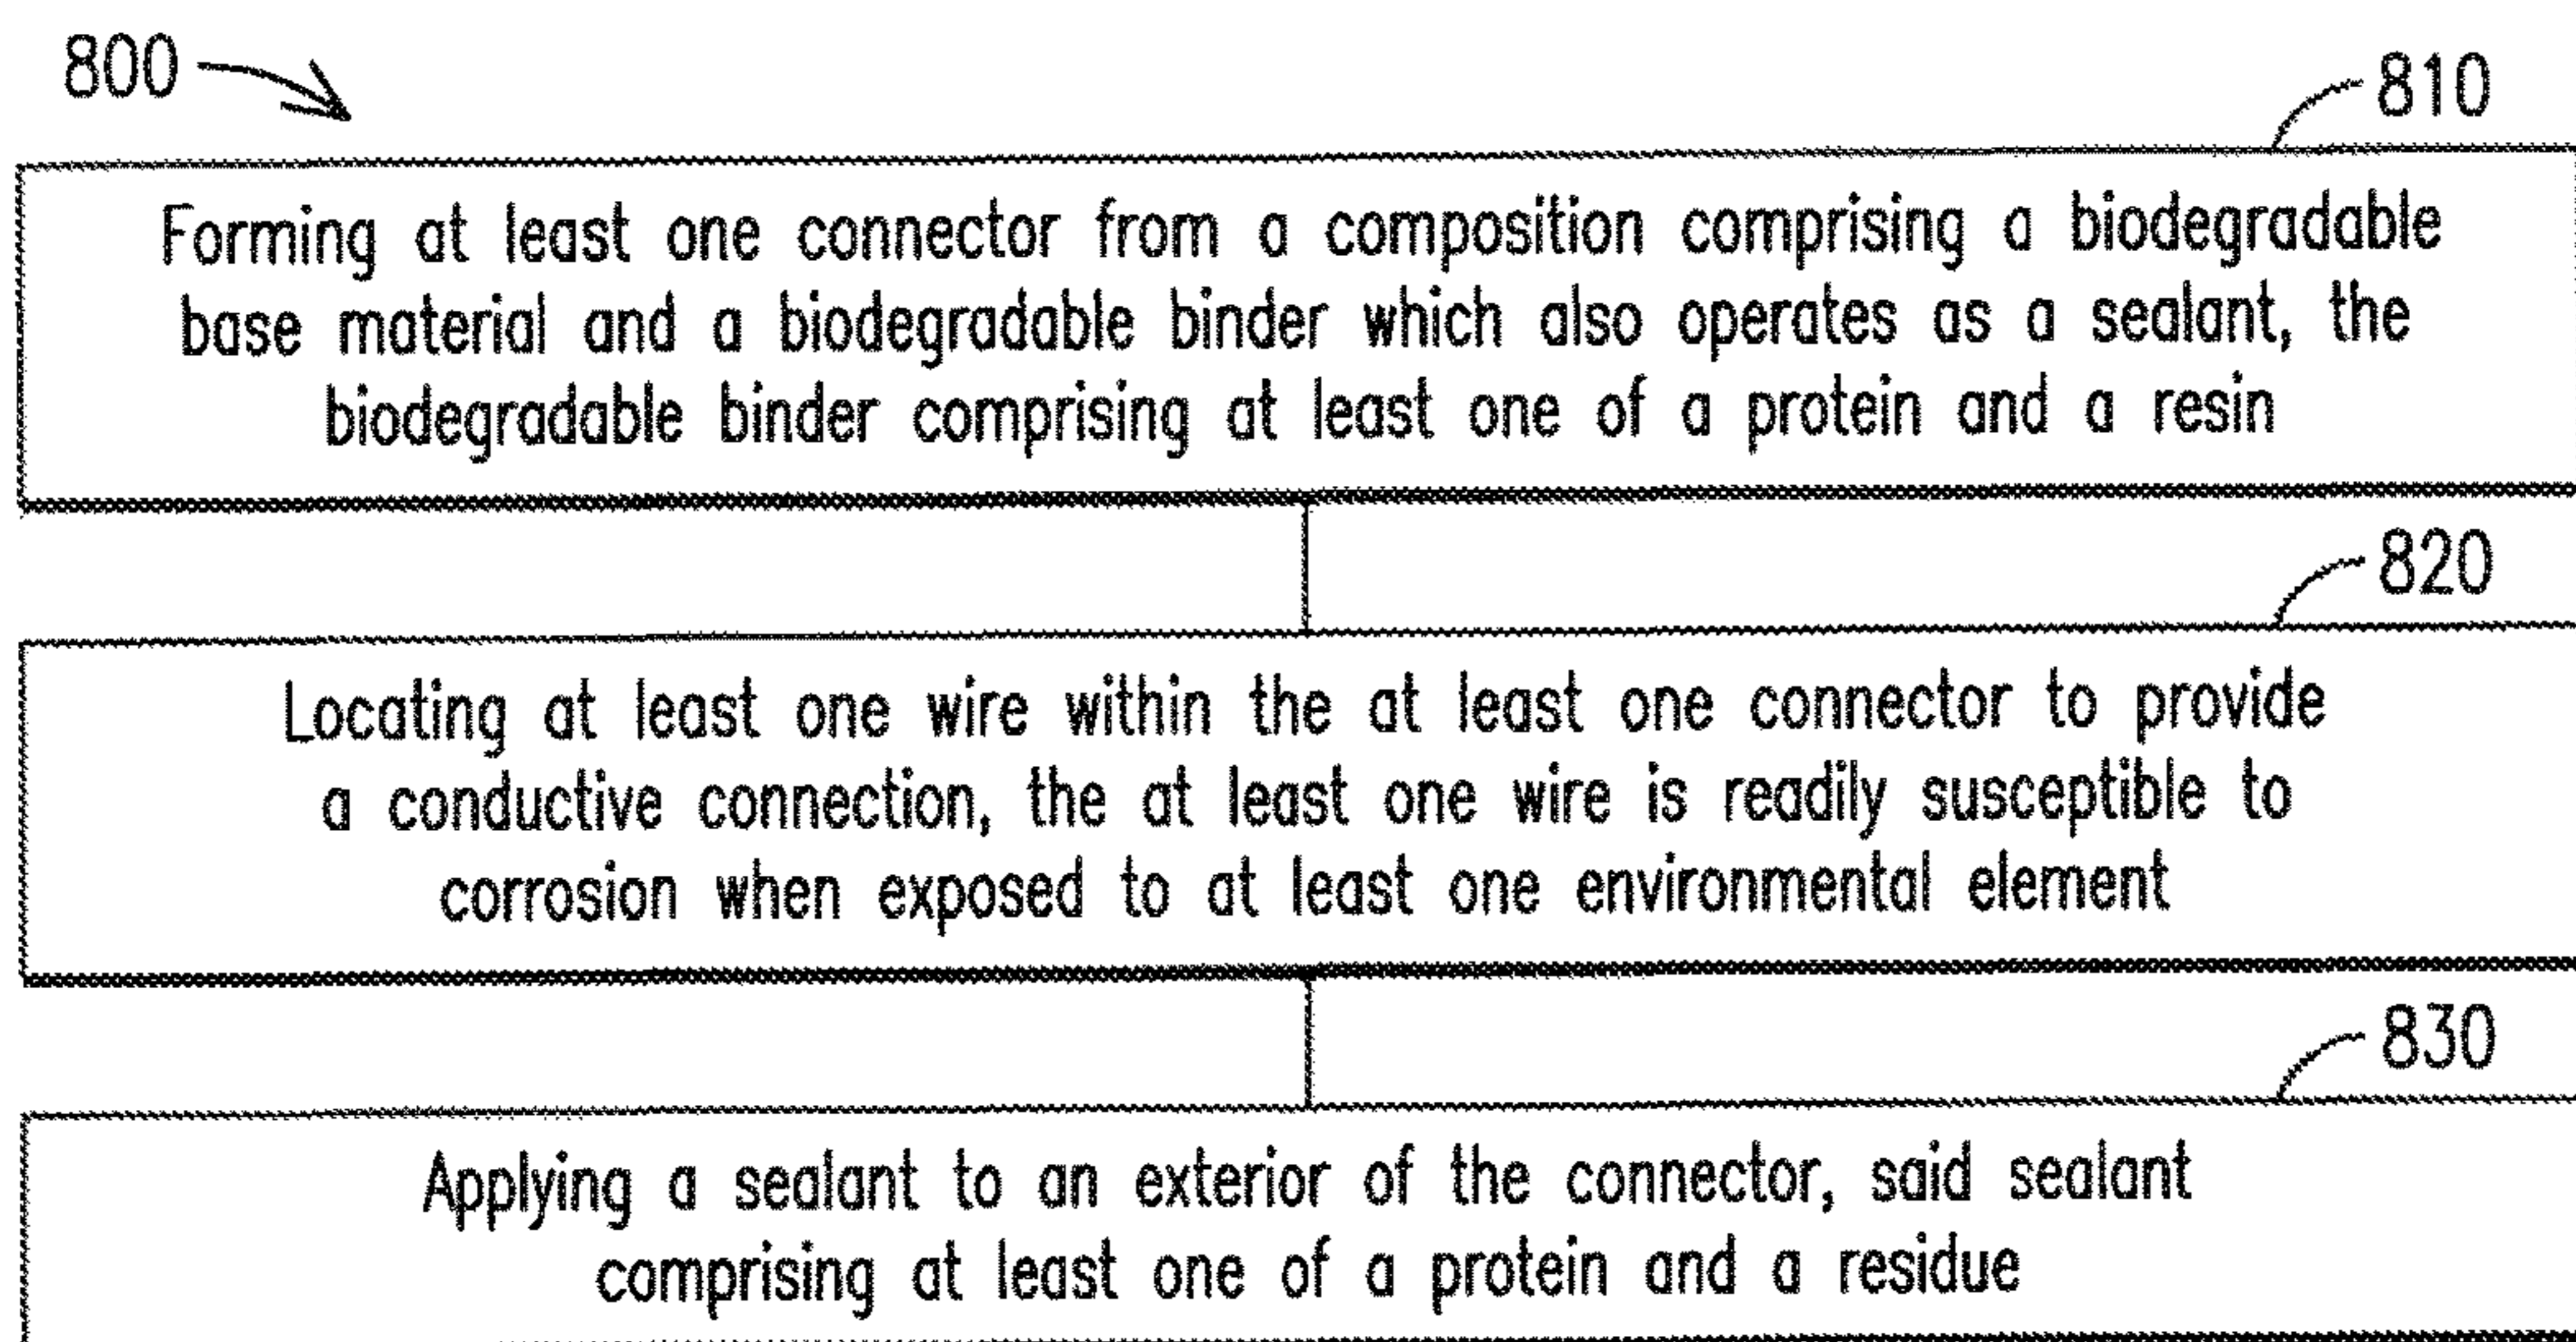 800
810
Forming at least one connector from a composition comprising a biodegradable
base material and a biodegradable binder which also operates as a sealant, the
biodegradable binder comprising at least one of a protein and a resin
820
Locating at least one wire within the at least one connector to provide
a conductive connection, the at least one wire is readily susceptible to
corrosion when exposed to at least one environmental element
830
Applying a sealant to an exterior of the connector, said sealant
comprising at least one of a protein and a residue